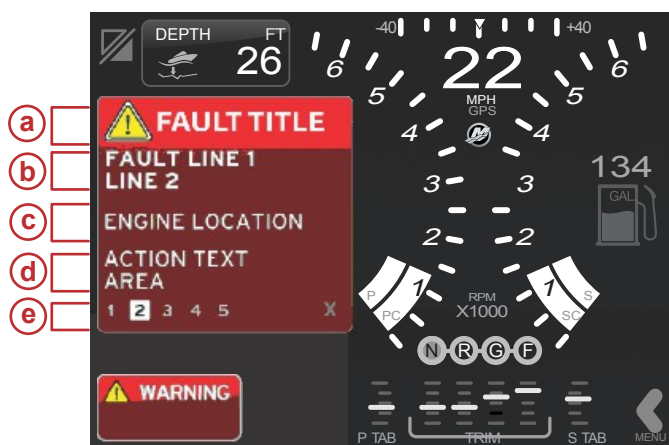 DEPTH FT
26
-40 +40
22
MPH
GPS
6 6
5 5
4 4
3 3
2 2
1 1
P S
PC SC
RPM
X1000
134
GAL
N R G F
a
FAULT TITLE
b
FAULT LINE 1
LINE 2
c
ENGINE LOCATION
d
ACTION TEXT
AREA
e
1 2 3 4 5 X
WARNING
P TAB TRIM S TAB MENU